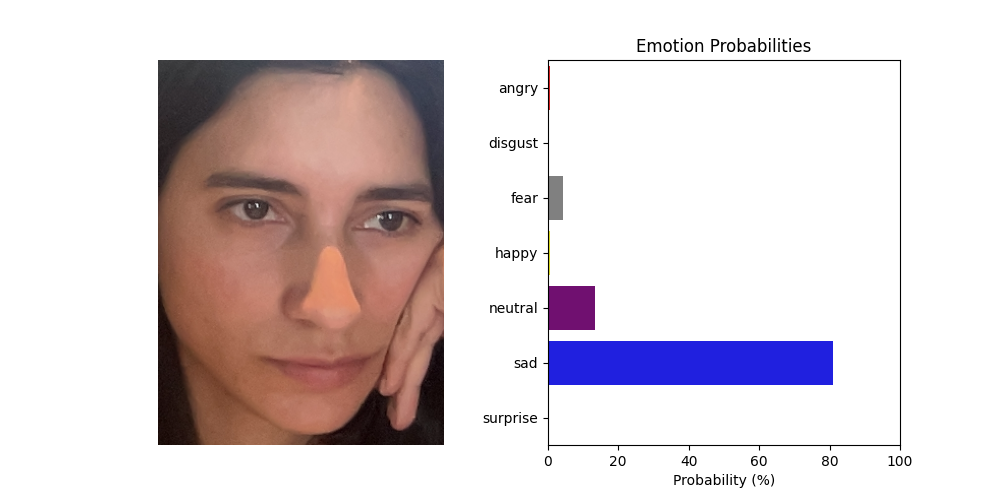 Emotion Probabilities
angry
disgust
fear
happy
neutral
sad
surprise
0 20 40 60 80 100
Probability (%)